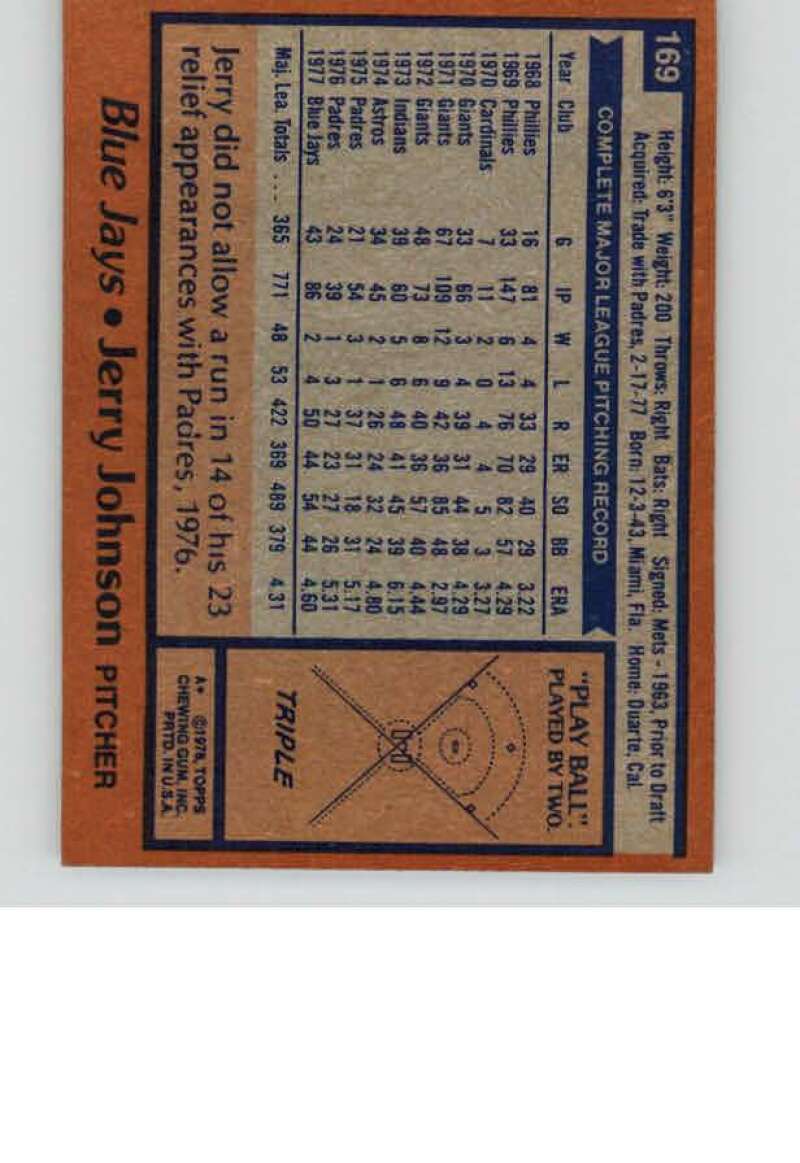 169
Height: 6'3" Weight: 200 Throws: Right Bats: Right Signed: Mets - 1963, Prior to Draft
Acquired: Trade with Padres, 2-17-77 Born: 12-3-43, Miami, Fla. Home: Duarte, Cal.
COMPLETE MAJOR LEAGUE PITCHING RECORD
Year Club G IP W L R ER SO BB ERA
1968 Phillies 16 81 4 4 33 29 40 29 3.22
1969 Phillies 33 147 6 13 76 70 82 57 4.29
1970 Cardinals 7 11 2 0 4 4 5 3 3.27
1970 Giants 33 66 3 4 39 31 44 38 4.29
1971 Giants 67 109 12 9 42 36 85 48 2.97
1972 Giants 48 73 8 6 40 36 57 40 4.44
1973 Indians 39 60 5 6 48 41 45 39 6.15
1974 Astros 34 45 2 1 26 24 32 24 4.80
1975 Padres 21 54 3 1 37 31 18 31 5.17
1976 Padres 24 39 1 3 27 23 27 26 5.31
1977 Blue Jays 43 86 2 4 50 44 54 44 4.60
Maj. Lea. Totals ... 365 771 48 53 422 369 489 379 4.31
Jerry did not allow a run in 14 of his 23
relief appearances with Padres, 1976.
"PLAY BALL"
PLAYED BY TWO.
TRIPLE
A* ©1978, TOPPS
CHEWING GUM, INC.
PRTD. IN U.S.A.
Blue Jays • Jerry Johnson PITCHER